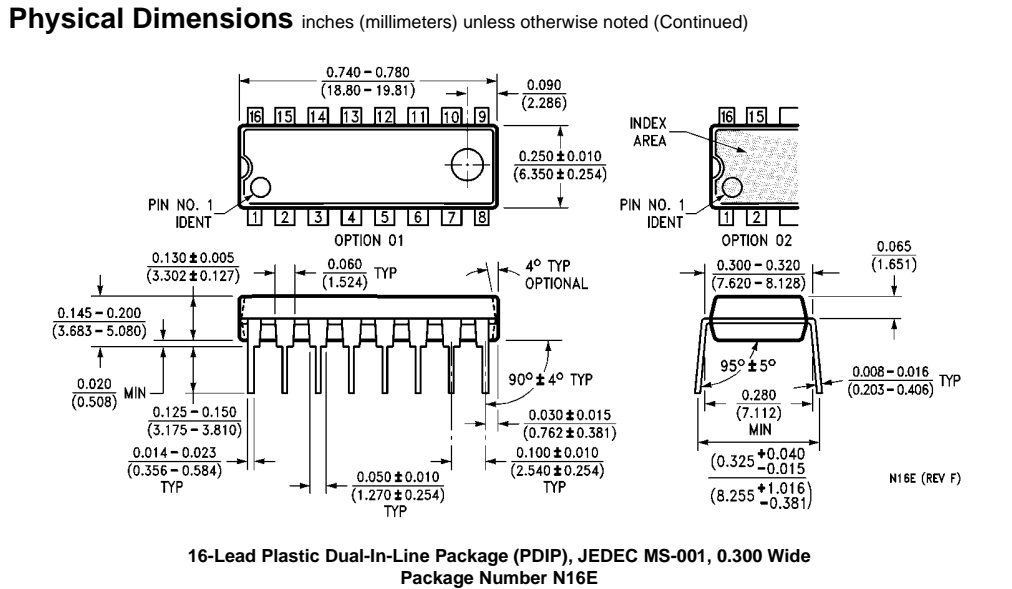 Physical Dimensions inches (millimeters) unless otherwise noted (Continued)
0.740 – 0.780
(18.80 – 19.81)
0.090
(2.286)
16 15 14 13 12 11 10 9
16 15
INDEX
AREA
0.250 ± 0.010
(6.350 ± 0.254)
PIN NO. 1
IDENT
1 2 3 4 5 6 7 8
PIN NO. 1
IDENT
1 2
OPTION 01
OPTION 02
0.130 ± 0.005
(3.302 ± 0.127)
0.060
(1.524)
TYP
4° TYP
OPTIONAL
0.300 – 0.320
(7.620 – 8.128)
0.065
(1.651)
0.145 – 0.200
(3.683 – 5.080)
0.020
(0.508)
MIN
90° ± 4° TYP
95° ± 5°
0.008 – 0.016
(0.203 – 0.406)
TYP
0.125 – 0.150
(3.175 – 3.810)
0.280
(7.112)
MIN
0.030 ± 0.015
(0.762 ± 0.381)
0.014 – 0.023
(0.356 – 0.584)
TYP
0.050 ± 0.010
(1.270 ± 0.254)
TYP
0.100 ± 0.010
(2.540 ± 0.254)
TYP
(0.325 +0.040
−0.015
(8.255 +1.016
−0.381)
N16E (REV F)
16-Lead Plastic Dual-In-Line Package (PDIP), JEDEC MS-001, 0.300 Wide
Package Number N16E